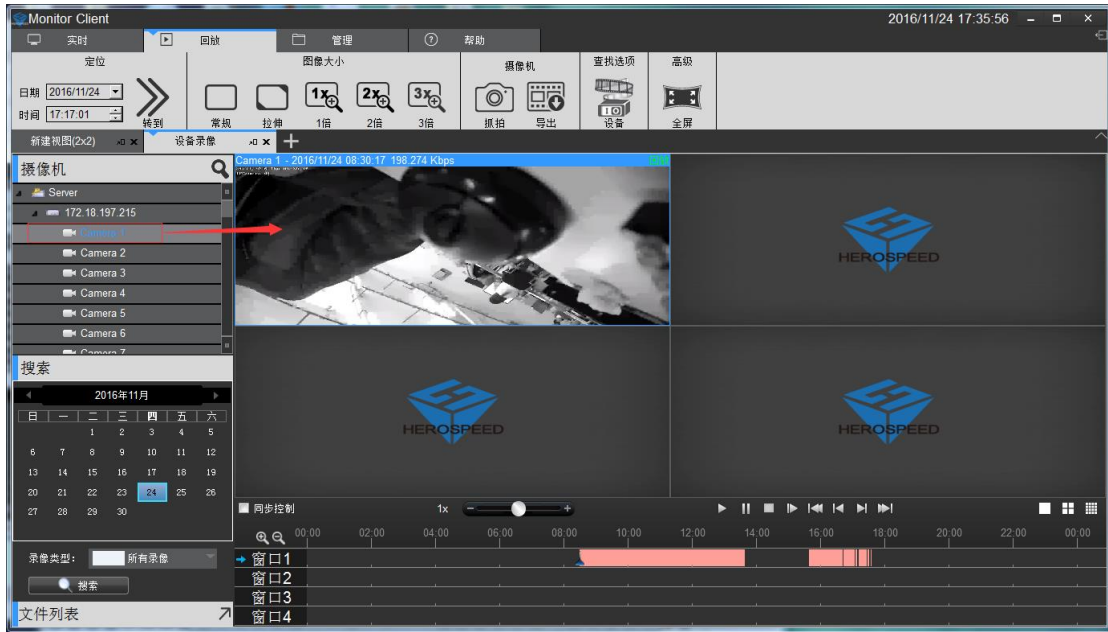 Monitor Client 2016/11/24 17:35:56
实时 回放 管理 帮助
定位 图像大小 摄像机 查找选项 高级
日期 2016/11/24
时间 17:17:01
转到 常规 拉伸 1x 1倍 2x 2倍 3x 3倍 抓拍 导出 设备 全屏
新建视图(2x2) 设备录像
摄像机
Server
172.18.197.215
Camera 1
Camera 2
Camera 3
Camera 4
Camera 5
Camera 6
Camera 7
Camera 1 - 2016/11/24 08:30:17 198.274 Kbps
HEROSPEED
HEROSPEED
HEROSPEED
搜索
2016年11月
日 一 二 三 四 五 六
1 2 3 4 5
6 7 8 9 10 11 12
13 14 15 16 17 18 19
20 21 22 23 24 25 26
27 28 29 30
录像类型: 所有录像
搜索
文件列表
同步控制 1x
00:00 02:00 04:00 06:00 08:00 10:00 12:00 14:00 16:00 18:00 20:00 22:00 00:00
窗口1
窗口2
窗口3
窗口4